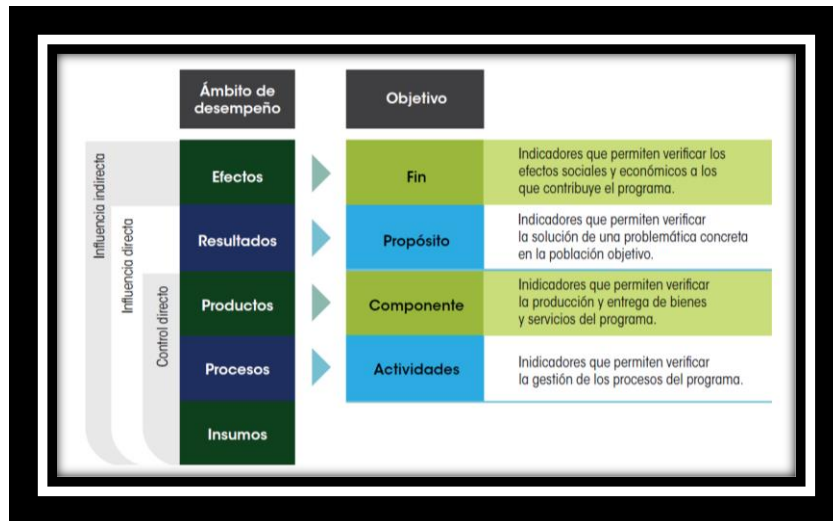 Ámbito de
desempeño
Objetivo
Influencia indirecta
Influencia directa
Control directo
Efectos
Fin
Indicadores que permiten verificar los
efectos sociales y económicos a los
que contribuye el programa.
Resultados
Propósito
Indicadores que permiten verificar
la solución de una problemática concreta
en la población objetivo.
Productos
Componente
Inidicadores que permiten verificar
la producción y entrega de bienes
y servicios del programa.
Procesos
Actividades
Inidicadores que permiten verificar
la gestión de los procesos del programa.
Insumos